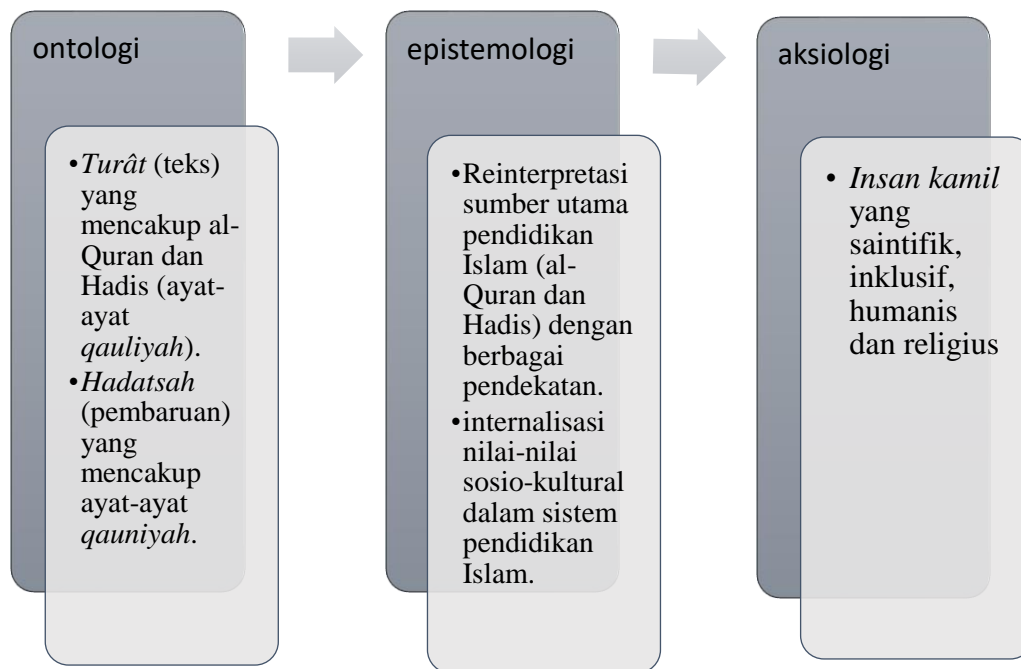 ontologi
•Turât (teks)
yang
mencakup al-
Quran dan
Hadis (ayat-
ayat
qauliyah).
•Hadatsah
(pembaruan)
yang
mencakup
ayat-ayat
qauniyah.
epistemologi
•Reinterpretasi
sumber utama
pendidikan
Islam (al-
Quran dan
Hadis) dengan
berbagai
pendekatan.
•internalisasi
nilai-nilai
sosio-kultural
dalam sistem
pendidikan
Islam.
aksiologi
• Insan kamil
yang
saintifik,
inklusif,
humanis
dan religius